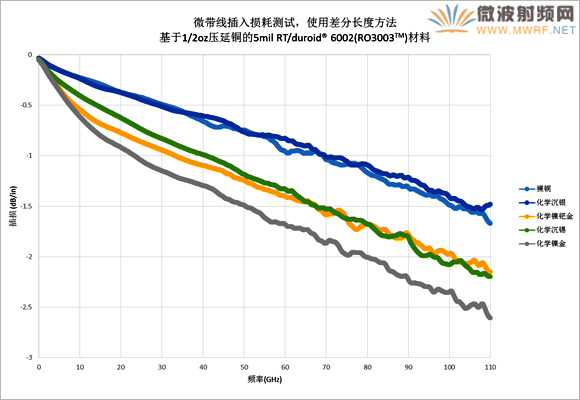 微波射频网
WWW.MWRF.NET
微带线插入损耗测试，使用差分长度方法
基于1/2oz压延铜的5mil RT/duroid® 6002(RO3003™)材料
0
-0.5
-1
-1.5
-2
-2.5
-3
插损(dB/in)
0 10 20 30 40 50 60 70 80 90 100 110
频率(GHz)
裸铜
化学沉银
化学镍钯金
化学沉锡
化学镍金